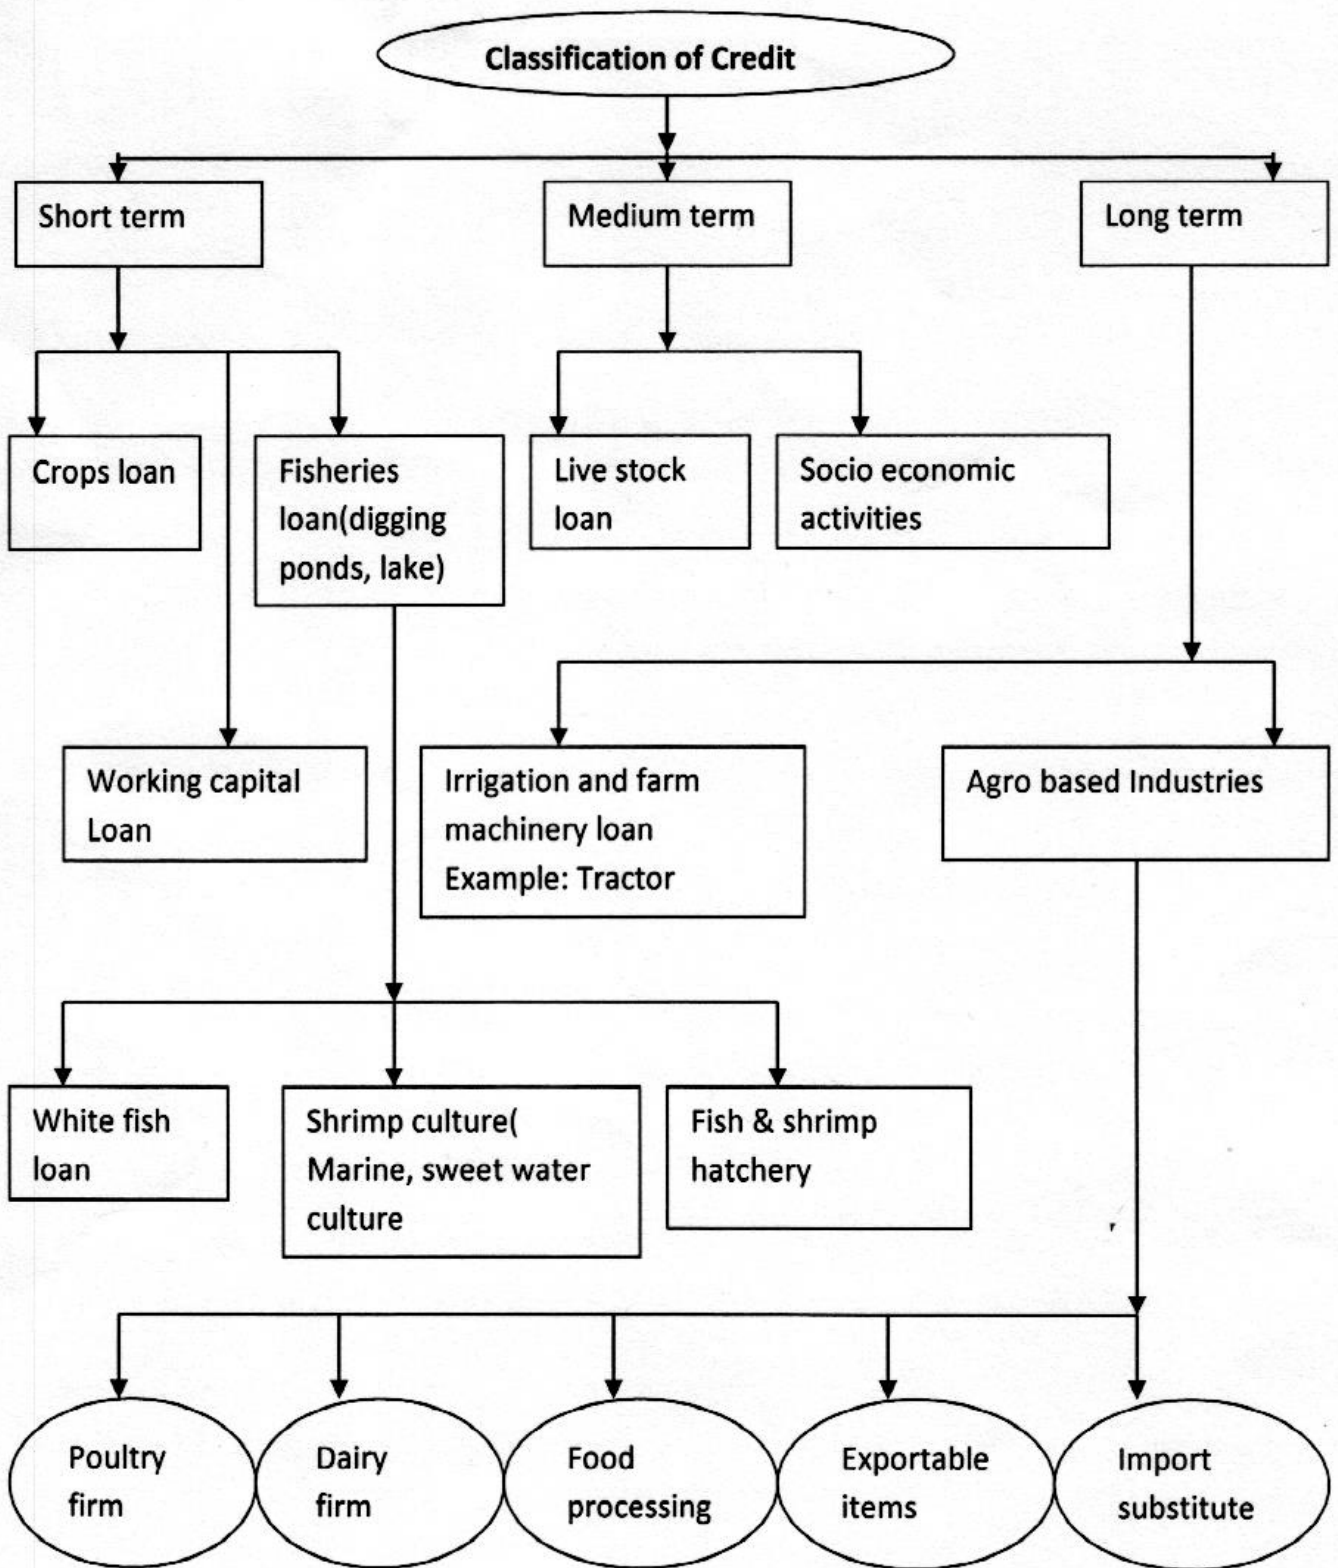 Classification of Credit
Short term
Medium term
Long term
Crops loan
Fisheries
loan(digging
ponds, lake)
Live stock
loan
Socio economic
activities
Working capital
Loan
Irrigation and farm
machinery loan
Example: Tractor
Agro based Industries
White fish
loan
Shrimp culture(
Marine, sweet water
culture
Fish & shrimp
hatchery
Poultry
firm
Dairy
firm
Food
processing
Exportable
items
Import
substitute